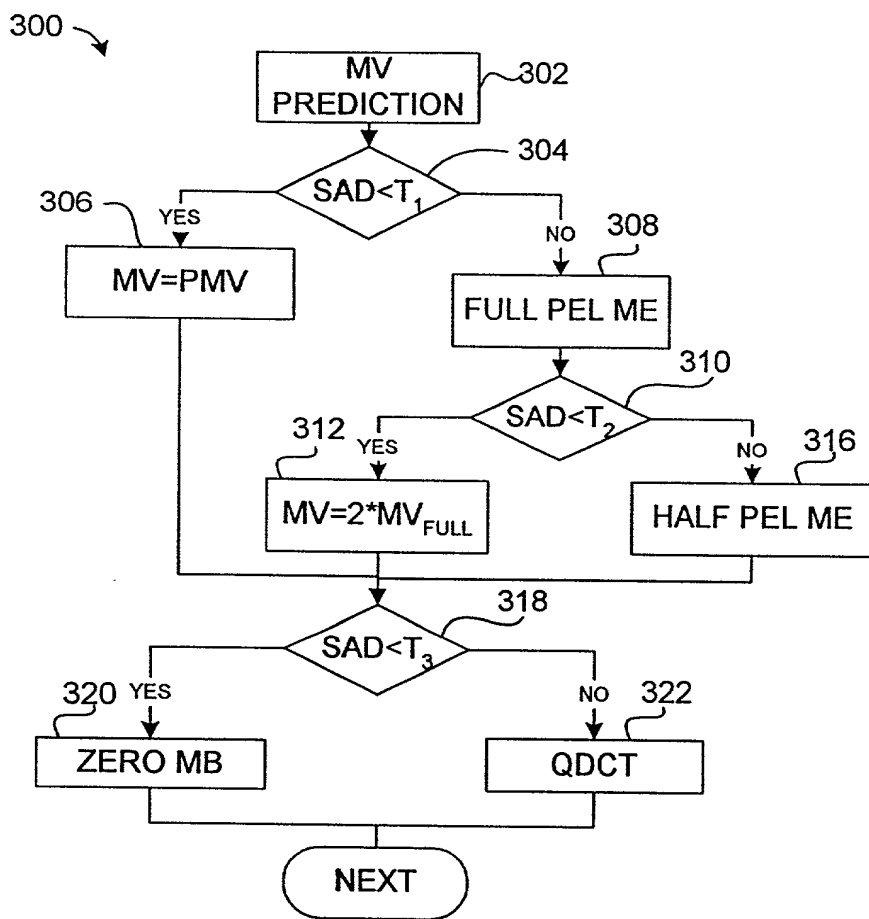 300
MV
PREDICTION
302
304
SAD<T1
306
YES
NO
308
MV=PMV
FULL PEL ME
310
SAD<T2
312
YES
NO
316
MV=2*MVFULL
HALF PEL ME
318
SAD<T3
320
YES
NO
322
ZERO MB
QDCT
NEXT